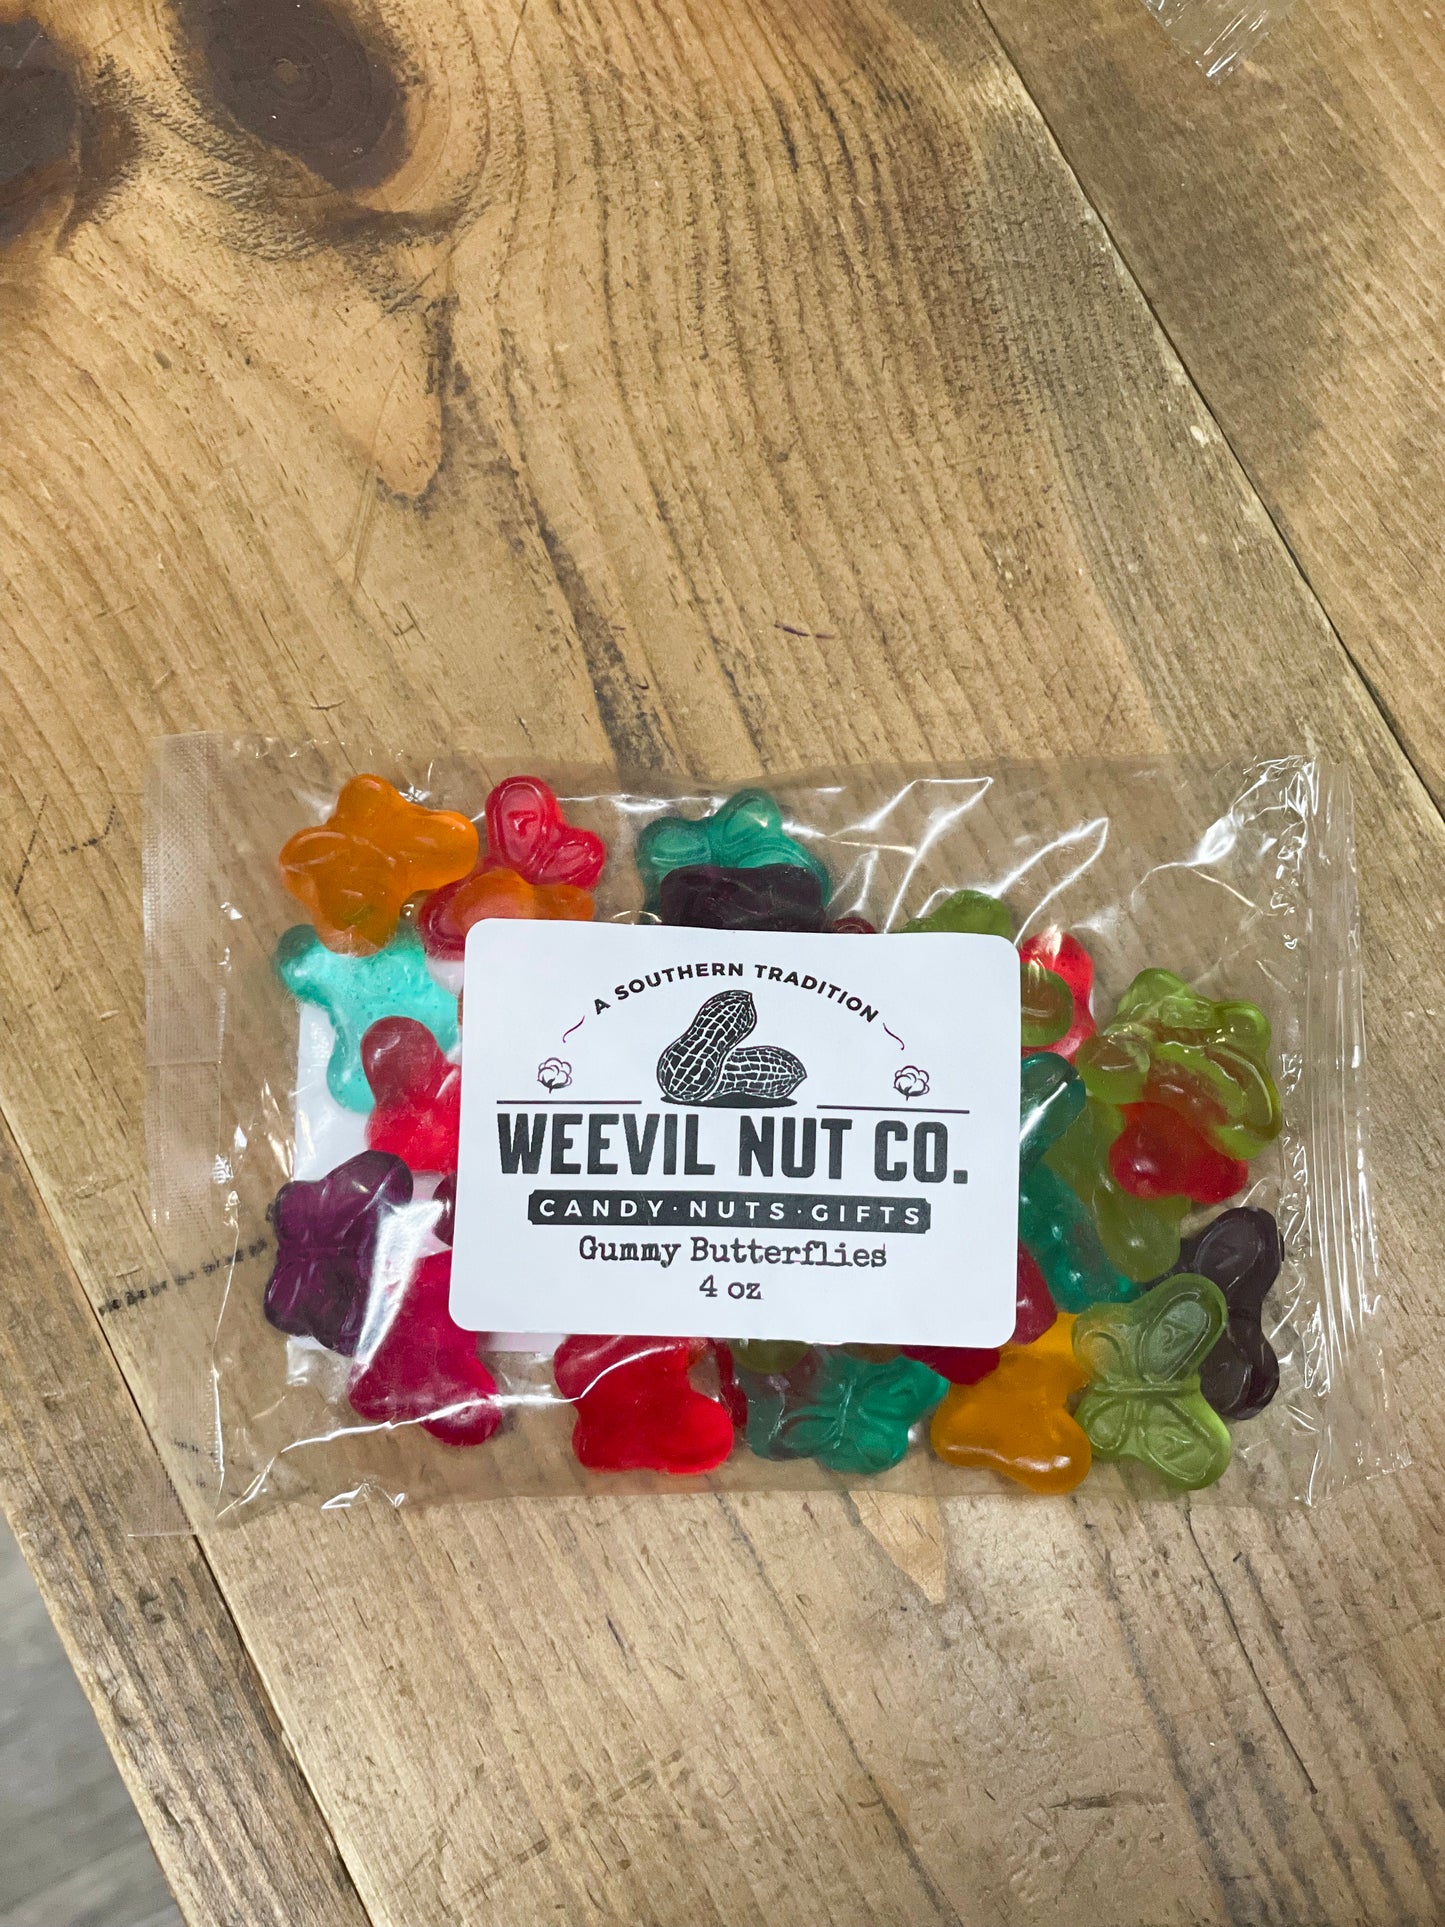 A SOUTHERN TRADITION
WEEVIL NUT CO.
CANDY·NUTS·GIFTS
Gummy Butterflies
4 oz